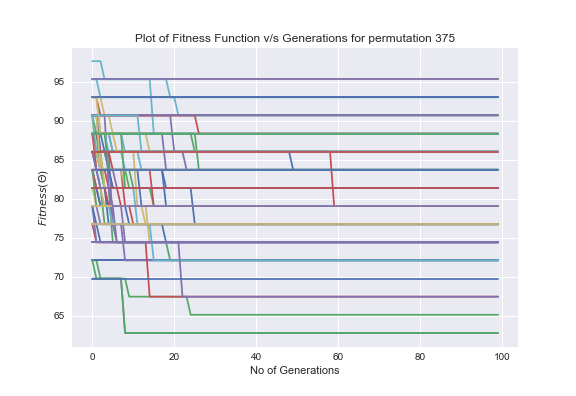 Plot of Fitness Function v/s Generations for permutation 375
95
90
85
80
75
70
65
Fitness(Θ)
0 20 40 60 80 100
No of Generations